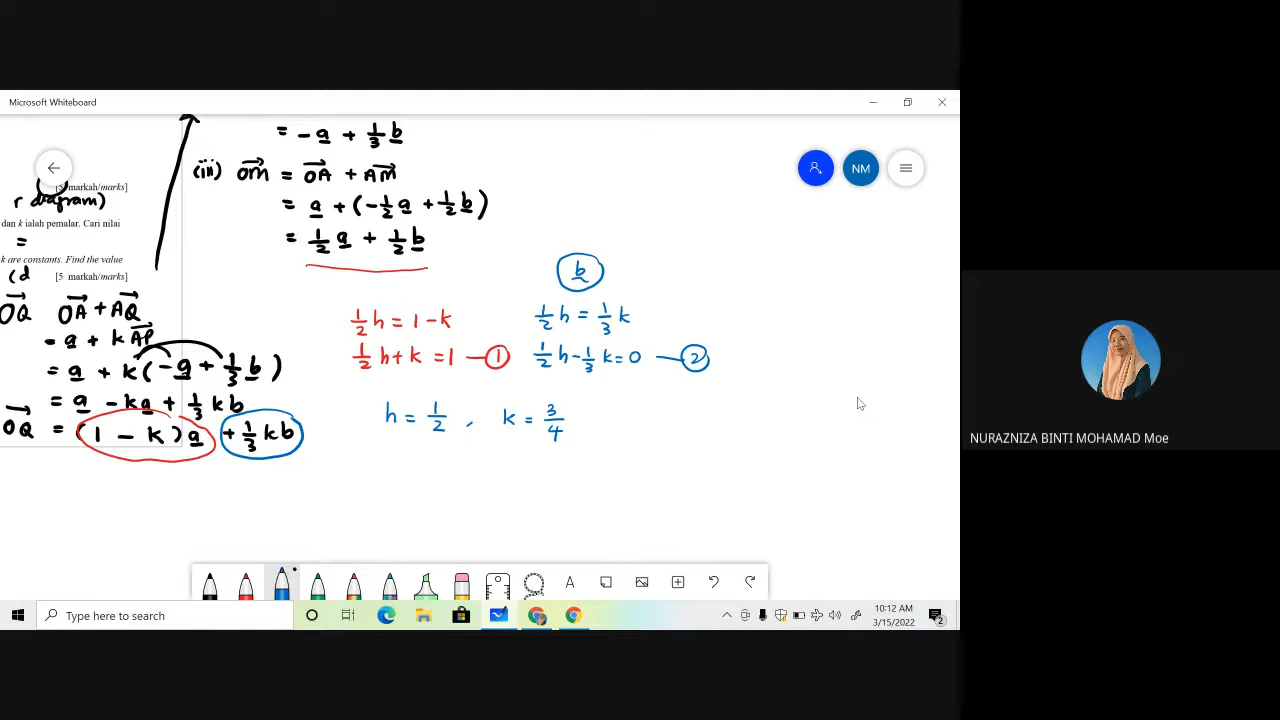 Microsoft Whiteboard
= -a + 1/3 b
(iii) OM→ = OA→ + AM→
= a + (-1/2 a + 1/2 b)
= 1/2 a + 1/2 b
[5 markah/marks]
r diagram)
dan k ialah pemalar. Cari nilai
=
k are constants. Find the value
(d
[5 markah/marks]
OQ→ OA→ + AQ→
= a + k AP→
= a + k(-a + 1/3 b)
= a - ka + 1/3 kb
OQ→ = (1 - k)a + 1/3 kb
1/2 h = 1 - k
1/2 h + k = 1 — ①
b
1/2 h = 1/3 k
1/2 h - 1/3 k = 0 — ②
h = 1/2 , k = 3/4
NM
A
Type here to search
10:12 AM
3/15/2022
2
NURAZNIZA BINTI MOHAMAD Moe